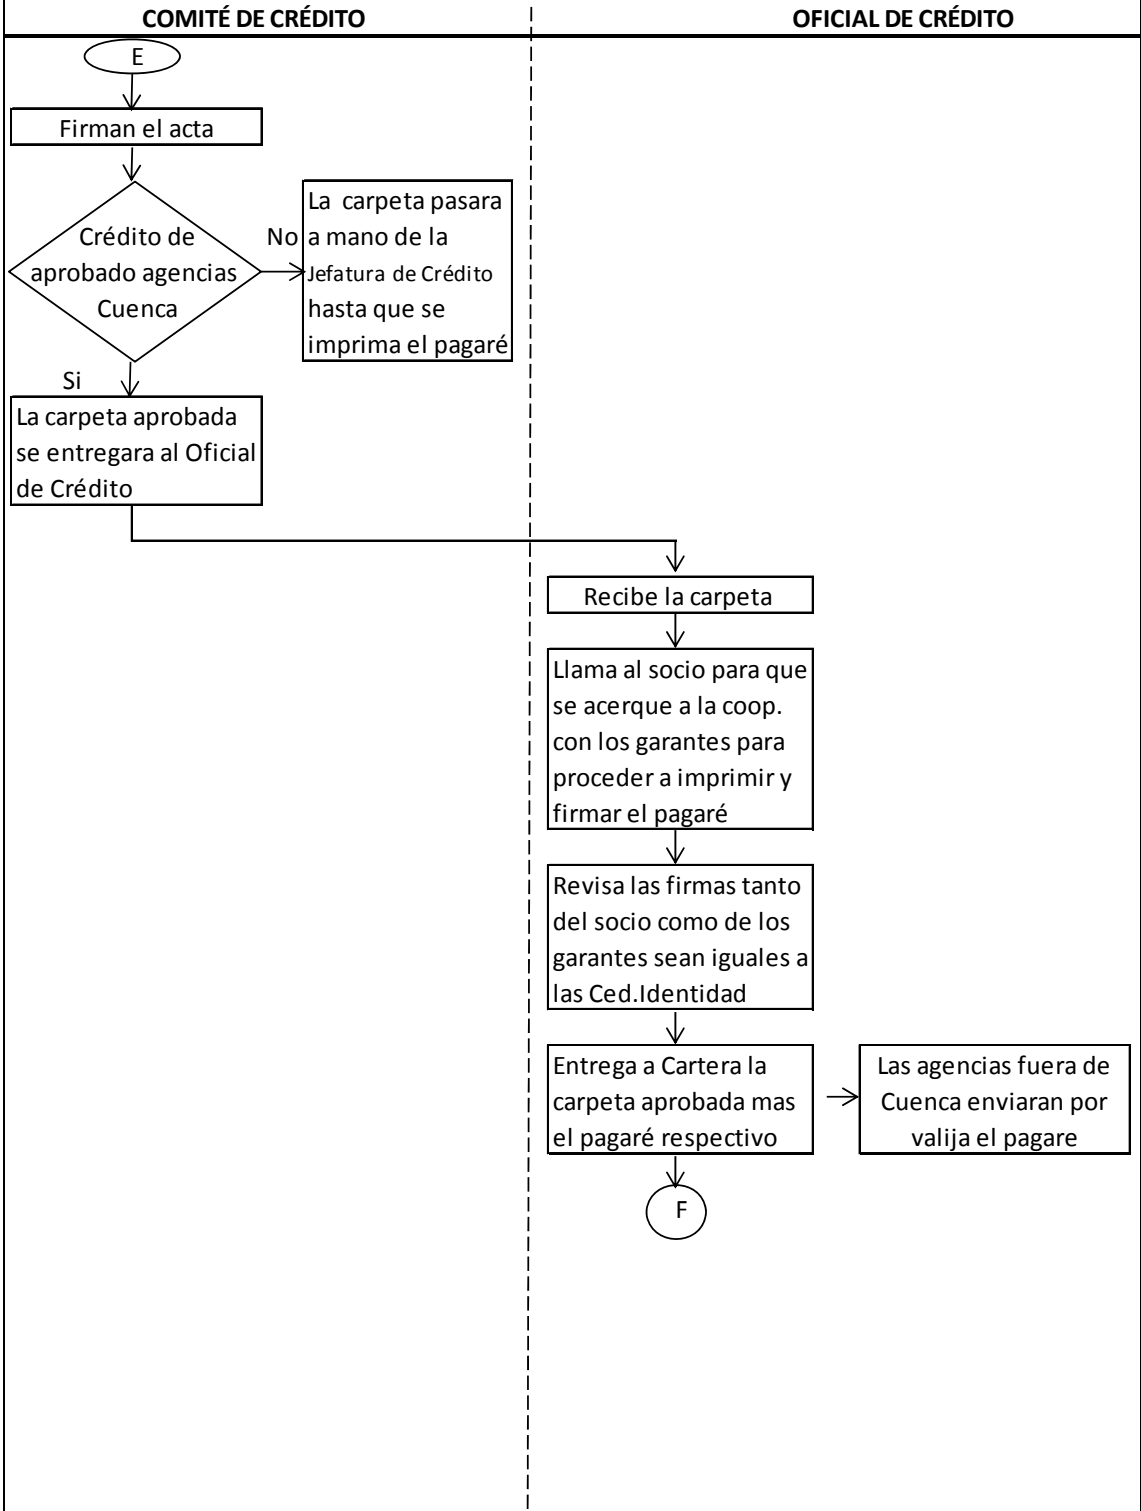 COMITÉ DE CRÉDITO
OFICIAL DE CRÉDITO
E
Firman el acta
Crédito de
aprobado agencias
Cuenca
No
La carpeta pasara
a mano de la
Jefatura de Crédito
hasta que se
imprima el pagaré
Si
La carpeta aprobada
se entregara al Oficial
de Crédito
Recibe la carpeta
Llama al socio para que
se acerque a la coop.
con los garantes para
proceder a imprimir y
firmar el pagaré
Revisa las firmas tanto
del socio como de los
garantes sean iguales a
las Ced.Identidad
Entrega a Cartera la
carpeta aprobada mas
el pagaré respectivo
Las agencias fuera de
Cuenca enviaran por
valija el pagare
F